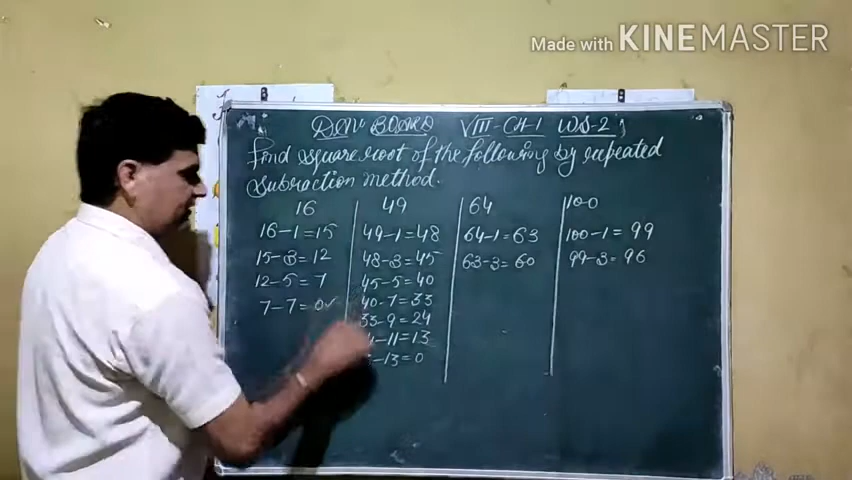 Made with KINEMASTER
BOARD VIII-CH-1 WS-2
Find square root of the following by repeated
subraction method.
16 49 64 100
16-1=15 49-1=48 64-1=63 100-1=99
15-3=12 48-3=45 63-3=60 99-3=96
12-5=7 45-5=40
7-7=0✓ 40-7=33
33-9=24
-11=13
-13=0